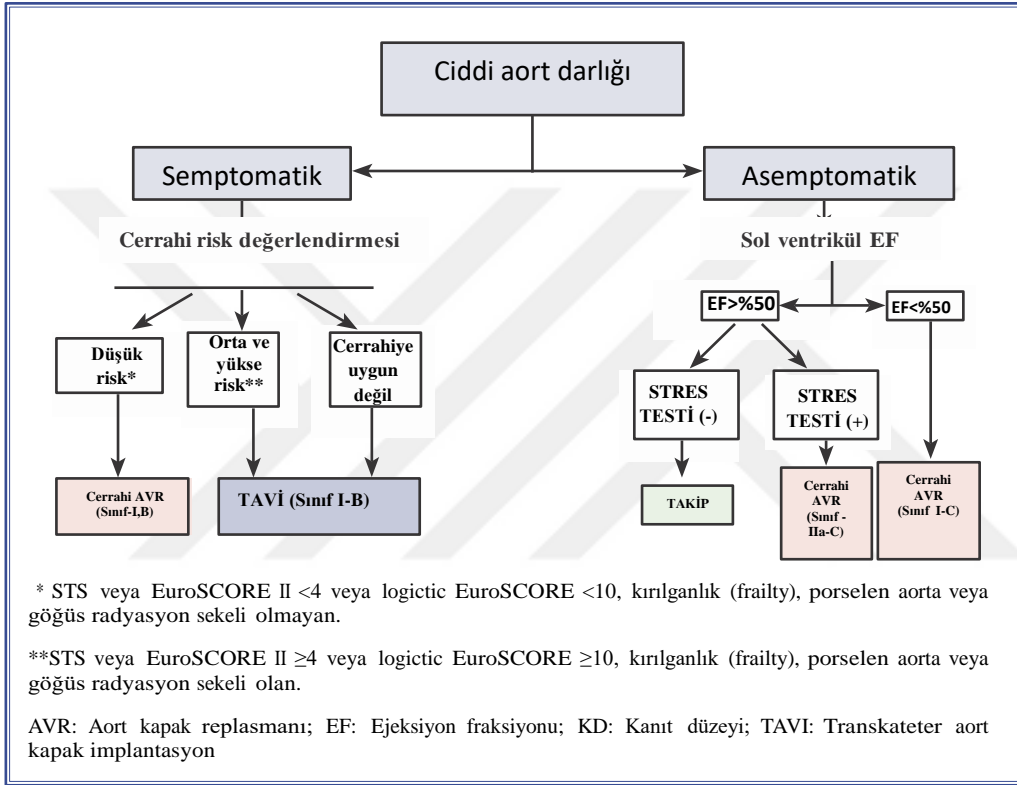 Ciddi aort darlığı
Semptomatik
Asemptomatik
Cerrahi risk değerlendirmesi
Sol ventrikül EF
EF>%50
EF<%50
Düşük
risk*
Orta ve
yükse
risk**
Cerrahiye
uygun
değil
STRES
TESTİ (-)
STRES
TESTİ (+)
Cerrahi AVR
(Sınıf-I,B)
TAVİ (Sınıf I-B)
TAKİP
Cerrahi
AVR
(Sınıf -
IIa-C)
Cerrahi
AVR
(Sınıf I-C)
* STS veya EuroSCORE II <4 veya logictic EuroSCORE <10, kırılganlık (frailty), porselen aorta veya
göğüs radyasyon sekeli olmayan.
**STS veya EuroSCORE II ≥4 veya logictic EuroSCORE ≥10, kırılganlık (frailty), porselen aorta veya
göğüs radyasyon sekeli olan.
AVR: Aort kapak replasmanı; EF: Ejeksiyon fraksiyonu; KD: Kanıt düzeyi; TAVI: Transkateter aort
kapak implantasyon